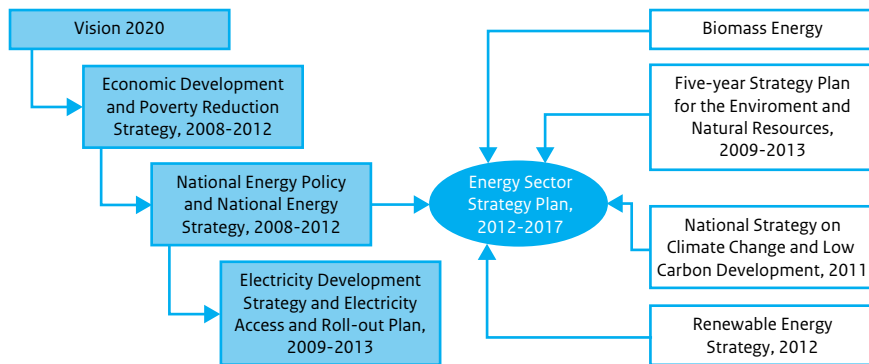 Vision 2020
Economic Development
and Poverty Reduction
Strategy, 2008-2012
National Energy Policy
and National Energy
Strategy, 2008-2012
Electricity Development
Strategy and Electricity
Access and Roll-out Plan,
2009-2013
Energy Sector
Strategy Plan,
2012-2017
Biomass Energy
Five-year Strategy Plan
for the Enviroment and
Natural Resources,
2009-2013
National Strategy on
Climate Change and Low
Carbon Development, 2011
Renewable Energy
Strategy, 2012